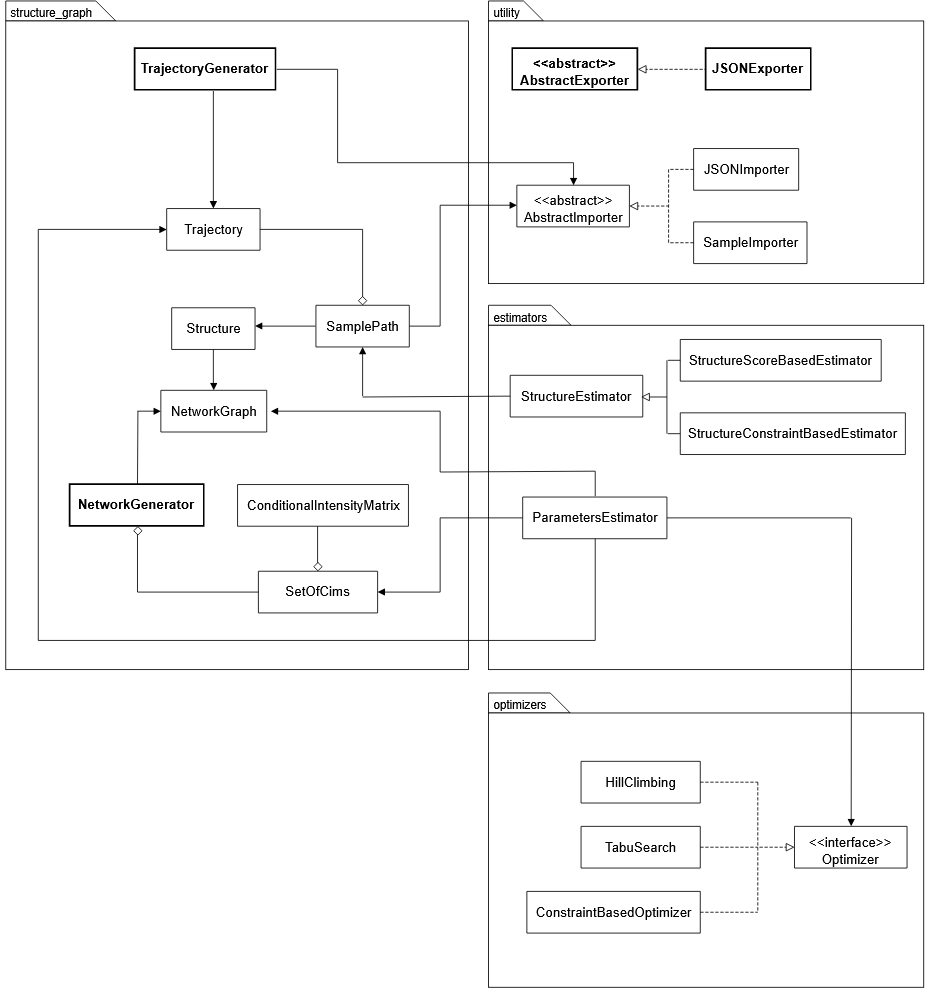 structure_graph
TrajectoryGenerator
Trajectory
Structure
SamplePath
NetworkGraph
NetworkGenerator
ConditionalIntensityMatrix
SetOfCims
utility
<<abstract>>
AbstractExporter
JSONExporter
JSONImporter
<<abstract>>
AbstractImporter
SampleImporter
estimators
StructureScoreBasedEstimator
StructureEstimator
StructureConstraintBasedEstimator
ParametersEstimator
optimizers
HillClimbing
TabuSearch
<<interface>>
Optimizer
ConstraintBasedOptimizer